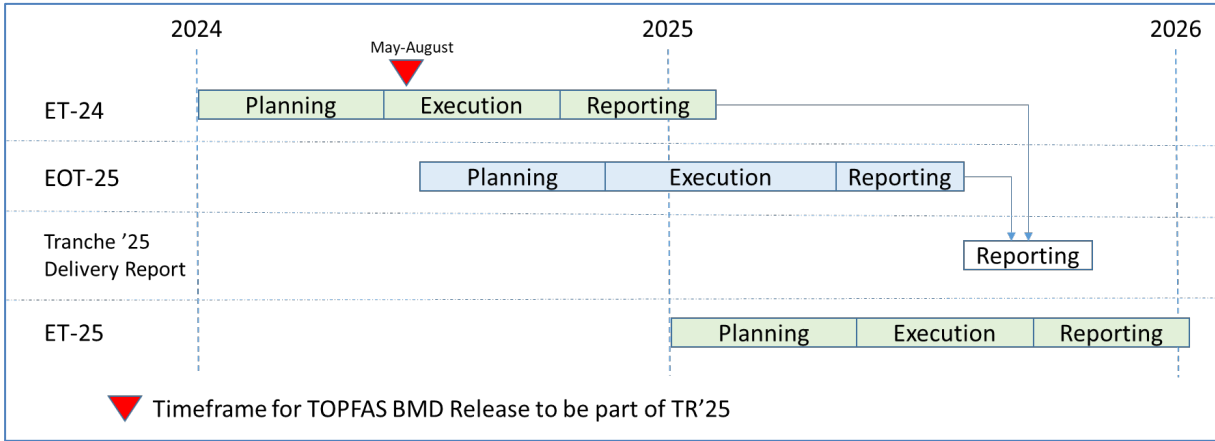 2024
2025
2026
May-August
ET-24
Planning
Execution
Reporting
EOT-25
Planning
Execution
Reporting
Tranche ’25
Delivery Report
Reporting
ET-25
Planning
Execution
Reporting
Timeframe for TOPFAS BMD Release to be part of TR’25